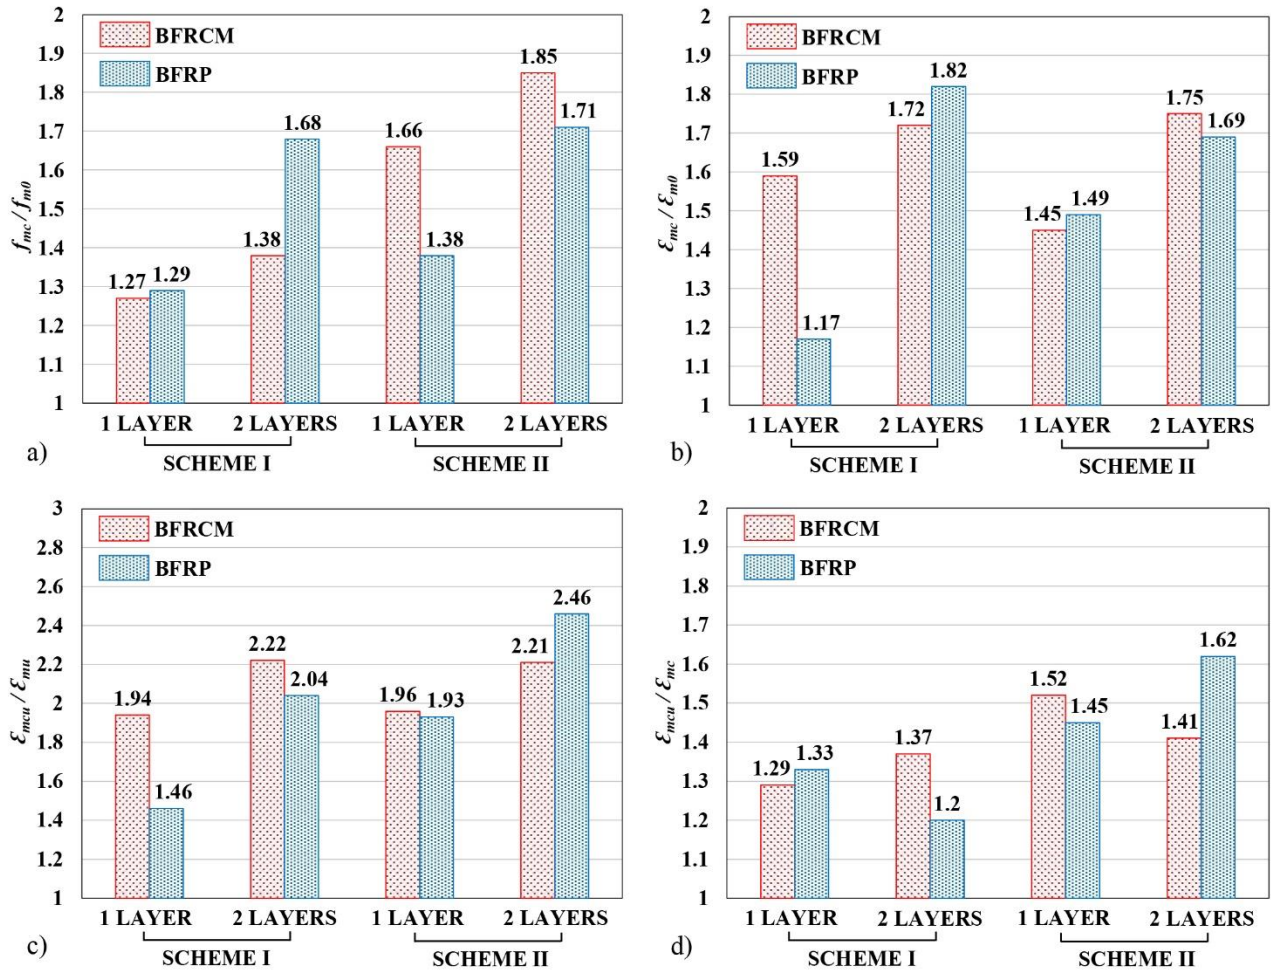 2
1.9
1.8
1.7
1.6
1.5
1.4
1.3
1.2
1.1
1
f_mc / f_m0
BFRCM
BFRP
1.27
1.29
1.38
1.68
1.66
1.38
1.85
1.71
1 LAYER
2 LAYERS
1 LAYER
2 LAYERS
SCHEME I
SCHEME II
a)
2
1.9
1.8
1.7
1.6
1.5
1.4
1.3
1.2
1.1
1
Ɛ_mc / Ɛ_m0
BFRCM
BFRP
1.59
1.17
1.72
1.82
1.45
1.49
1.75
1.69
1 LAYER
2 LAYERS
1 LAYER
2 LAYERS
SCHEME I
SCHEME II
b)
3
2.8
2.6
2.4
2.2
2
1.8
1.6
1.4
1.2
1
Ɛ_mcu / Ɛ_mu
BFRCM
BFRP
1.94
1.46
2.22
2.04
1.96
1.93
2.21
2.46
1 LAYER
2 LAYERS
1 LAYER
2 LAYERS
SCHEME I
SCHEME II
c)
2
1.9
1.8
1.7
1.6
1.5
1.4
1.3
1.2
1.1
1
Ɛ_mcu / Ɛ_mc
BFRCM
BFRP
1.29
1.33
1.37
1.2
1.52
1.45
1.41
1.62
1 LAYER
2 LAYERS
1 LAYER
2 LAYERS
SCHEME I
SCHEME II
d)